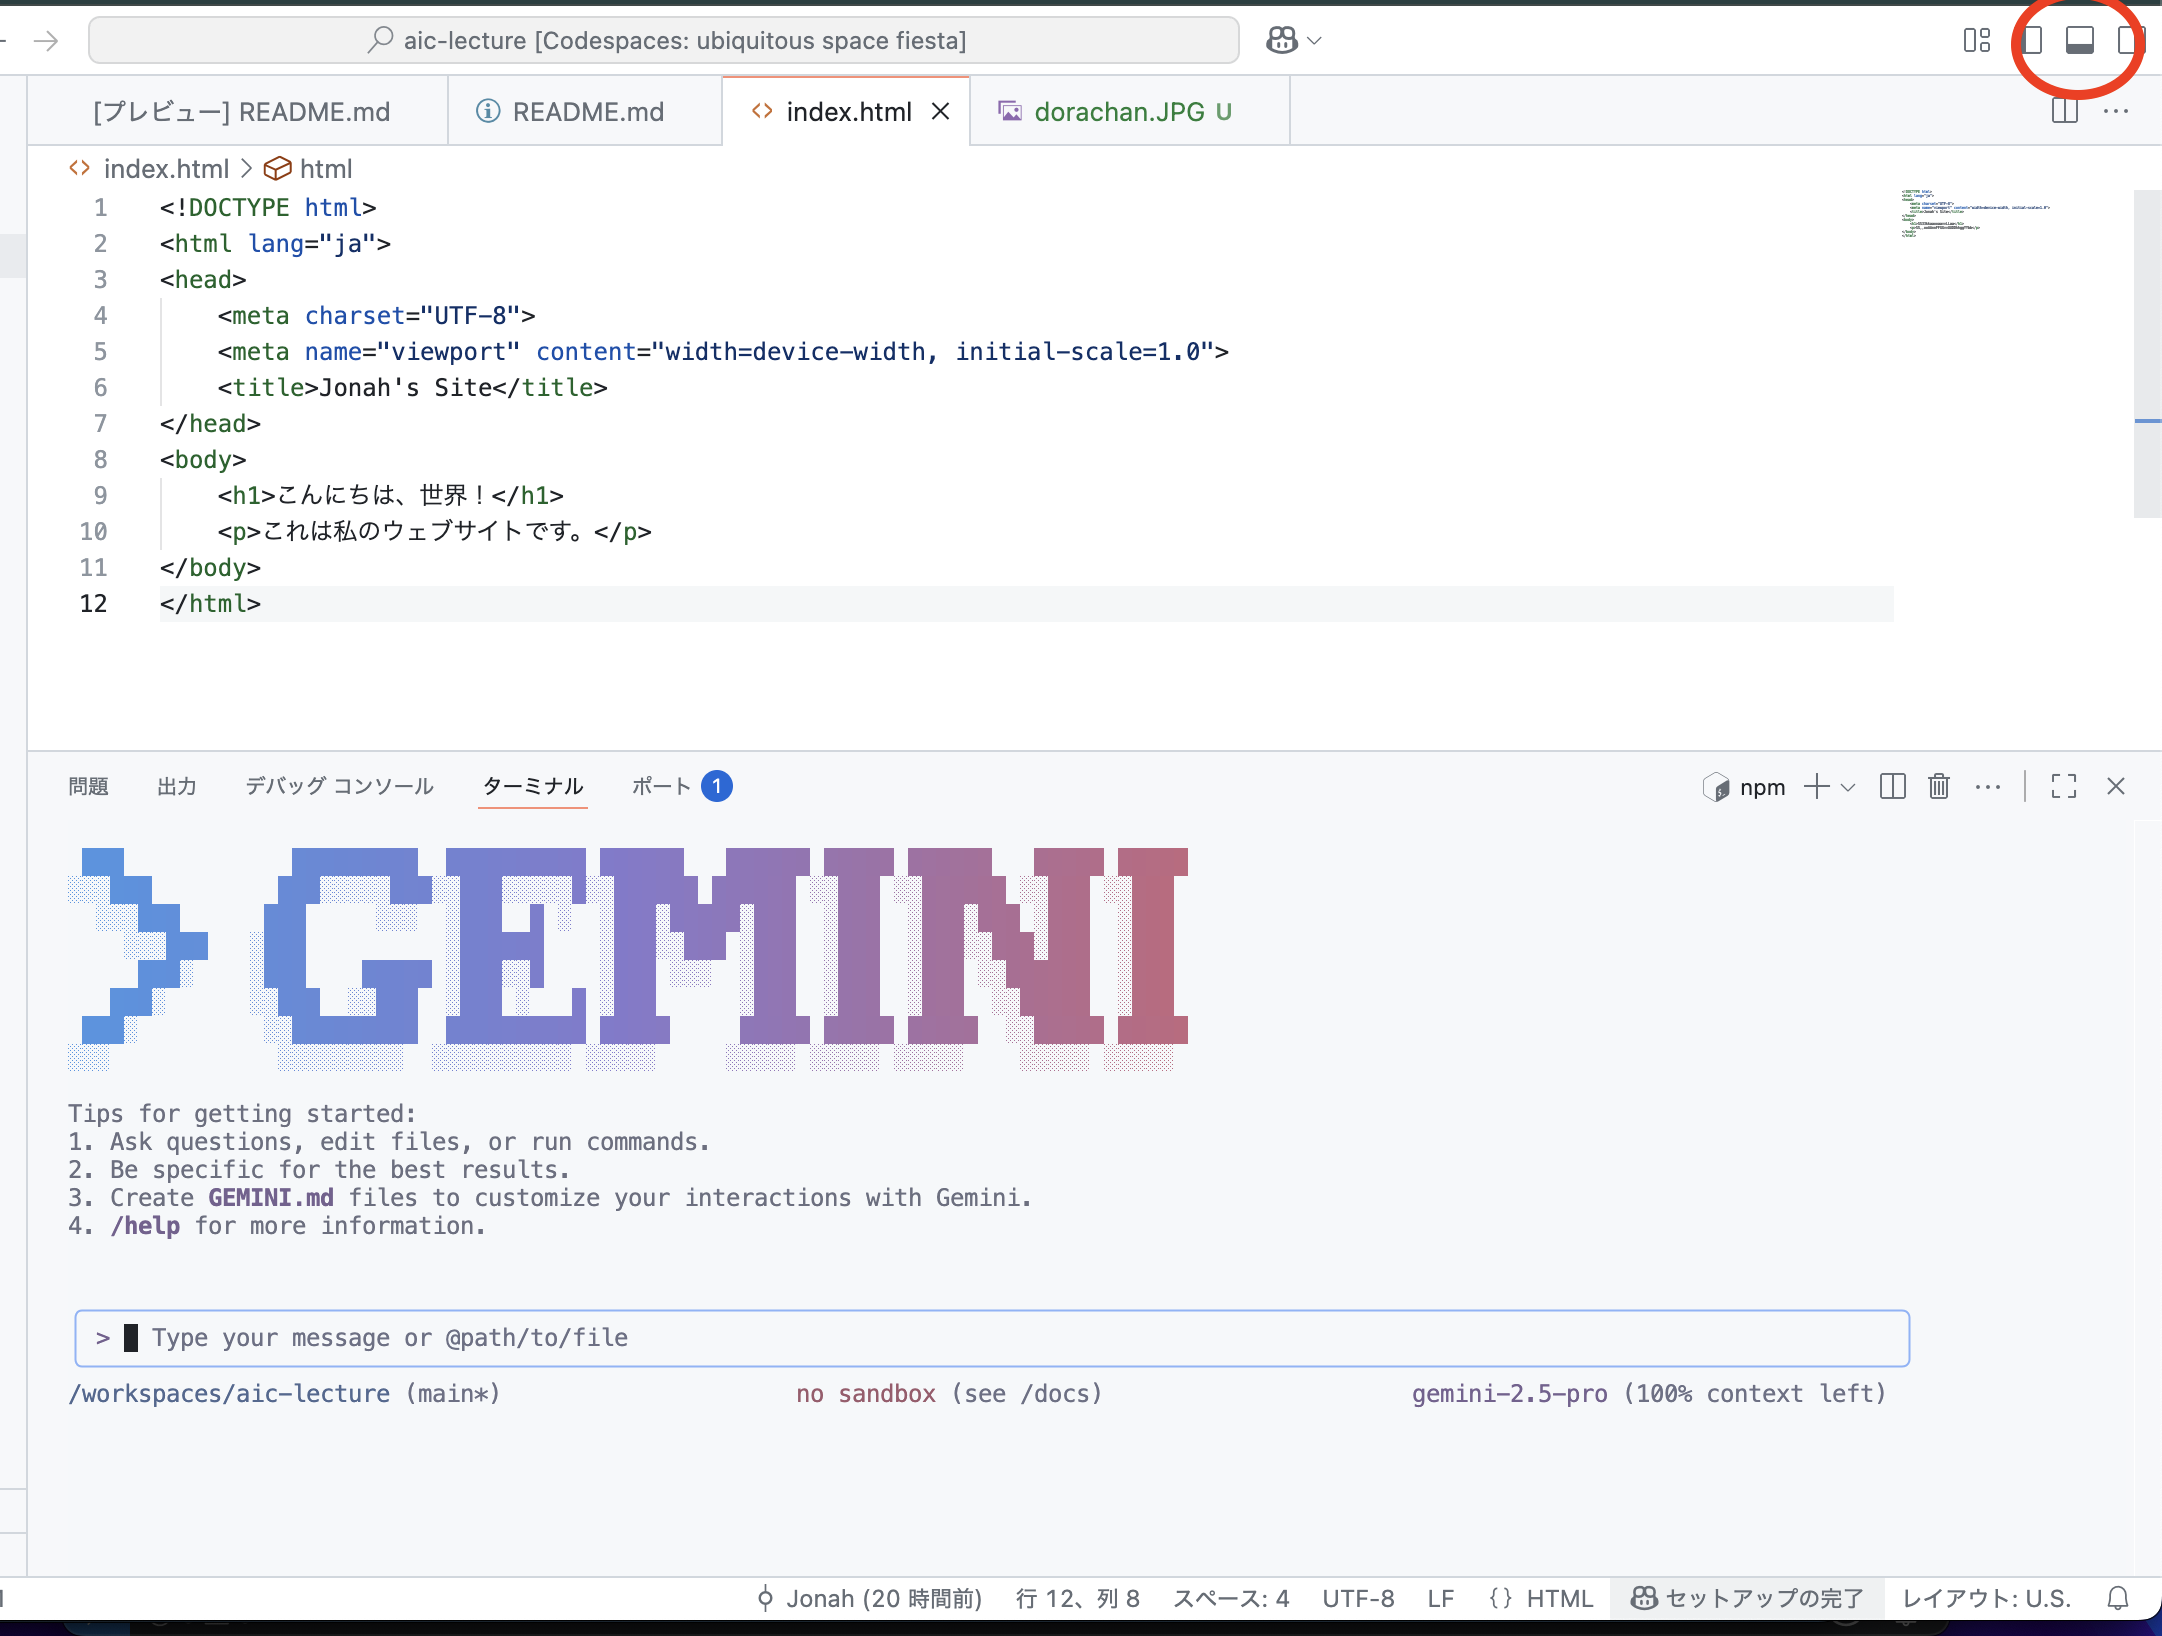 aic-lecture [Codespaces: ubiquitous space fiesta]
[プレビュー] README.md
README.md
index.html
dorachan.JPG U
index.html > html
1 <!DOCTYPE html>
2 <html lang="ja">
3 <head>
4 <meta charset="UTF-8">
5 <meta name="viewport" content="width=device-width, initial-scale=1.0">
6 <title>Jonah's Site</title>
7 </head>
8 <body>
9 <h1>こんにちは、世界！</h1>
10 <p>これは私のウェブサイトです。</p>
11 </body>
12 </html>
問題 出力 デバッグ コンソール ターミナル ポート 1
npm
> GEMINI
Tips for getting started:
1. Ask questions, edit files, or run commands.
2. Be specific for the best results.
3. Create GEMINI.md files to customize your interactions with Gemini.
4. /help for more information.
> Type your message or @path/to/file
/workspaces/aic-lecture (main*) no sandbox (see /docs) gemini-2.5-pro (100% context left)
Jonah (20 時間前) 行 12、列 8 スペース: 4 UTF-8 LF {} HTML セットアップの完了 レイアウト: U.S.